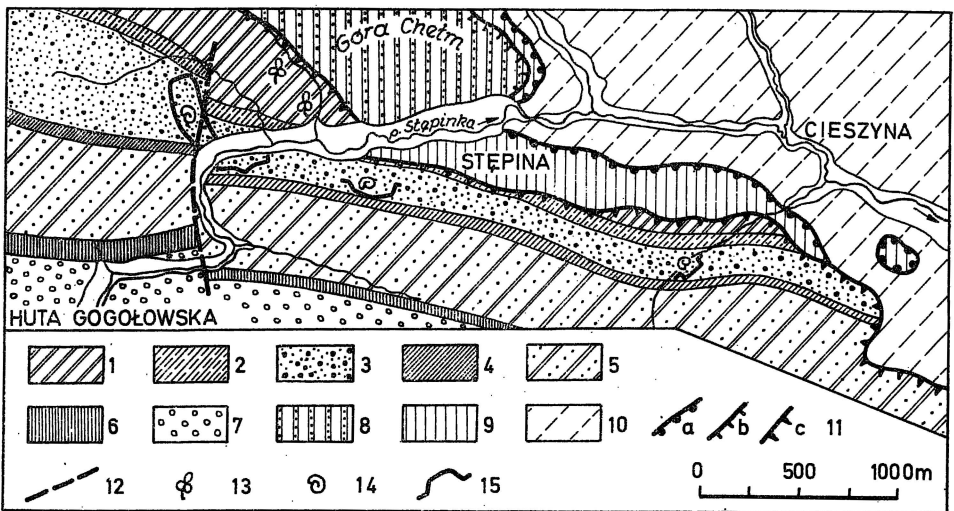 Góra Chełm
p. Stępinka
CIESZYNA
STĘPINA
HUTA GOGOŁOWSKA
1 2 3 4 5
6 7 8 9 10 a b c 11
12 13 14 15 0 500 1000m